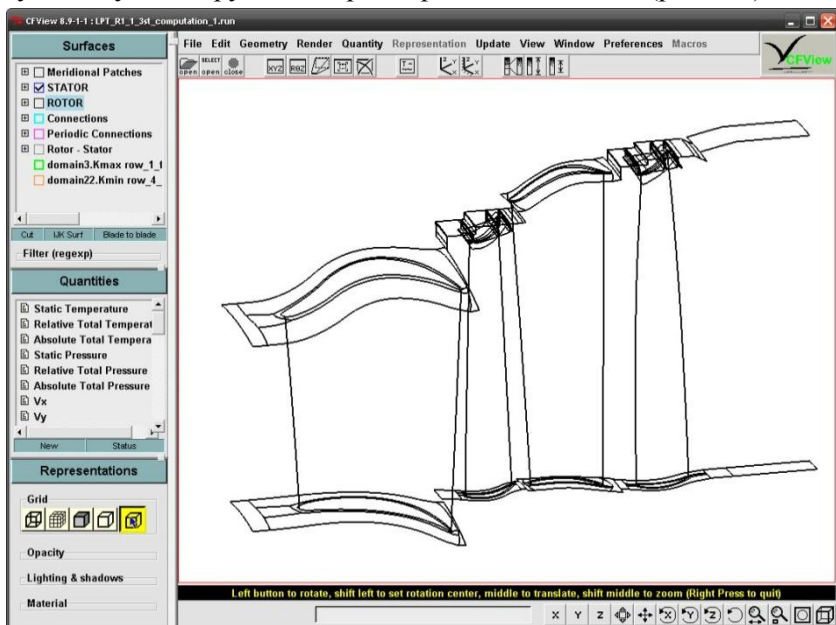 CFView 8.9-1-1 : LPT_R1_1_3st_computation_1.run
Surfaces
File Edit Geometry Render Quantity Representation Update View Window Preferences Macros
open
SELECT open
close
XYZ
RθZ
CFView
Meridional Patches
STATOR
ROTOR
Connections
Periodic Connections
Rotor - Stator
domain3.Kmax row_1_
domain22.Kmin row_4_
Cut IJK Surf Blade to blade
Filter (regexp)
Quantities
Static Temperature
Relative Total Temperat
Absolute Total Tempera
Static Pressure
Relative Total Pressure
Absolute Total Pressure
Vx
Vy
New Status
Representations
Grid
Opacity
Lighting & shadows
Material
Left button to rotate, shift left to set rotation center, middle to translate, shift middle to zoom (Right Press to quit)
X Y Z